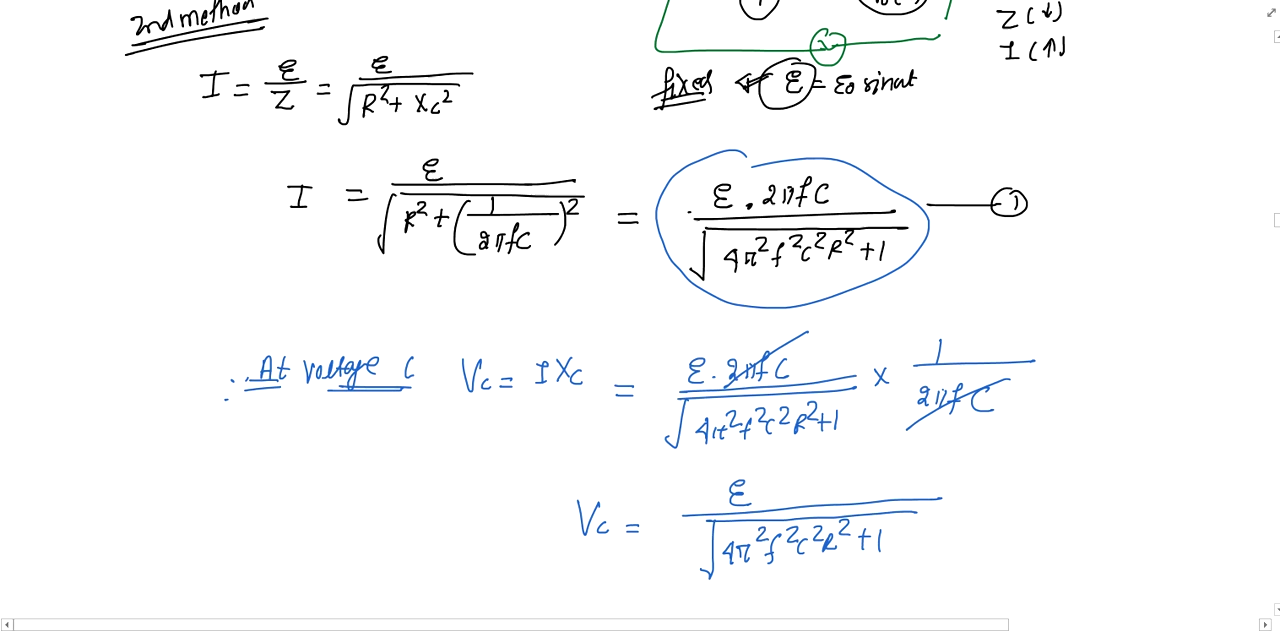 2nd method
Z (↓)
I (↑)
I = ε/Z = ε/√(R² + Xc²)
fixed ⇐ ε = ε0 sinωt
I = ε/√(R² + (1/2πfC)²) = ε . 2πfC/√(4π²f²c²R² + 1) — ①
∴ At voltage C Vc = IXc = ε . 2πfC/√(4π²f²c²R² + 1) × 1/2πfC
Vc = ε/√(4π²f²c²R² + 1)